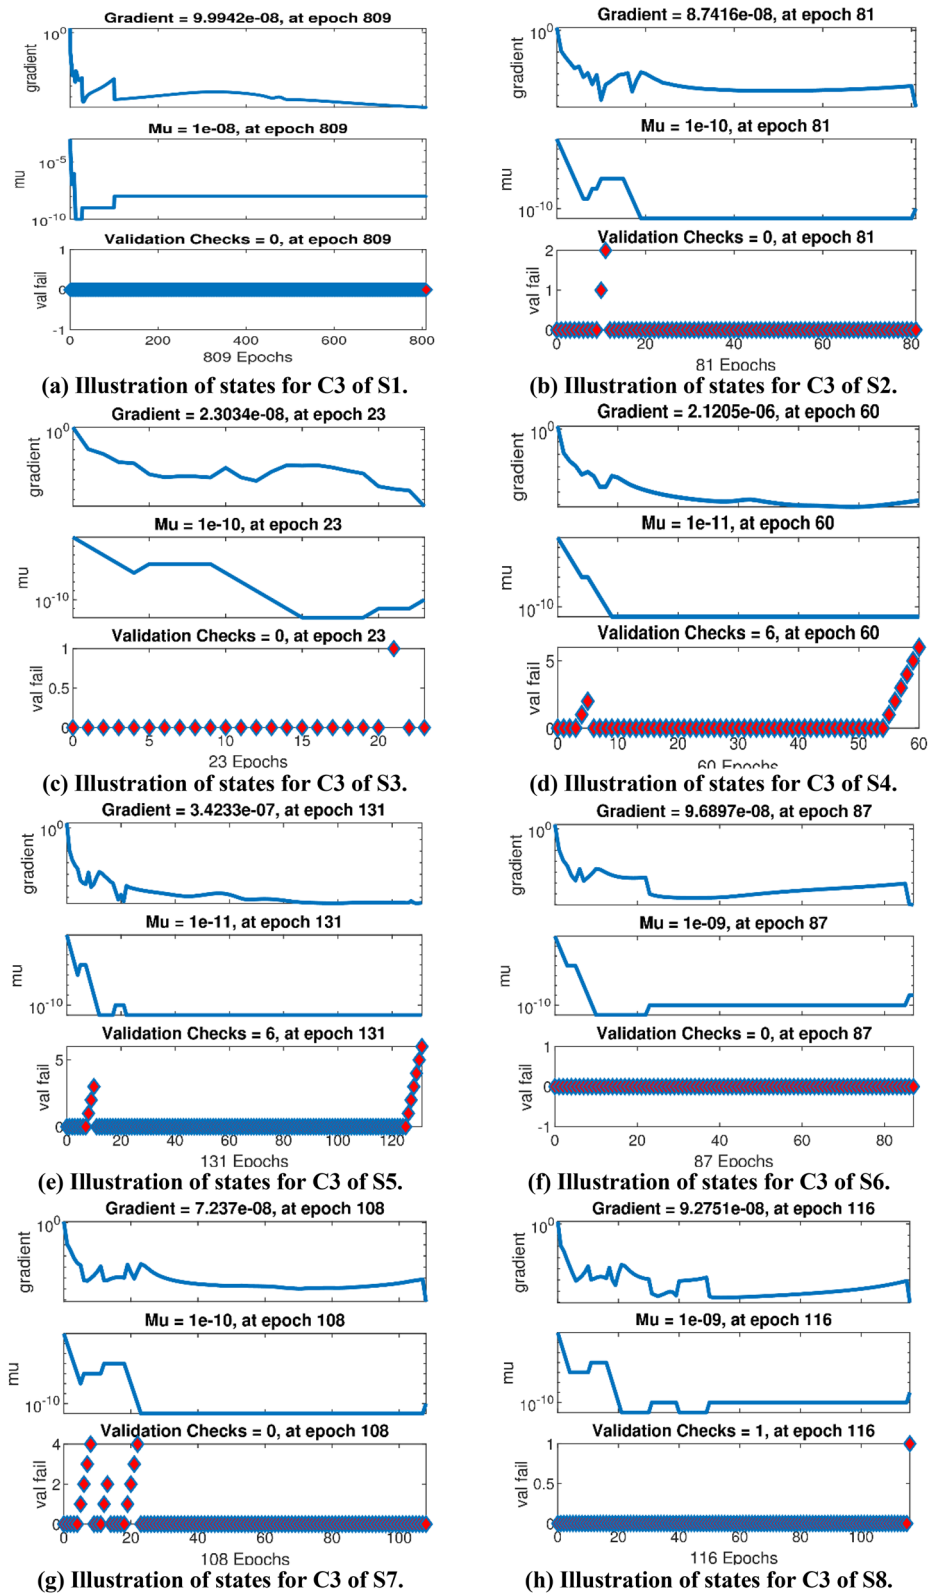 Gradient = 9.9942e-08, at epoch 809
10^0
gradient
Mu = 1e-08, at epoch 809
10^-5
mu
10^-10
Validation Checks = 0, at epoch 809
1
val fail
0
-1
0 200 400 600 800
809 Epochs
(a) Illustration of states for C3 of S1.
Gradient = 8.7416e-08, at epoch 81
10^0
gradient
Mu = 1e-10, at epoch 81
mu
10^-10
Validation Checks = 0, at epoch 81
2
1.5
val fail
1
0.5
0
0 20 40 60 80
81 Epochs
(b) Illustration of states for C3 of S2.
Gradient = 2.3034e-08, at epoch 23
10^0
gradient
Mu = 1e-10, at epoch 23
mu
10^-10
Validation Checks = 0, at epoch 23
1
val fail
0.5
0
0 5 10 15 20
23 Epochs
(c) Illustration of states for C3 of S3.
Gradient = 2.1205e-06, at epoch 60
10^0
gradient
Mu = 1e-11, at epoch 60
mu
10^-10
Validation Checks = 6, at epoch 60
5
val fail
0
0 10 20 30 40 50 60
60 Epochs
(d) Illustration of states for C3 of S4.
Gradient = 3.4233e-07, at epoch 131
10^0
gradient
Mu = 1e-11, at epoch 131
mu
10^-10
Validation Checks = 6, at epoch 131
5
val fail
0
0 20 40 60 80 100 120
131 Epochs
(e) Illustration of states for C3 of S5.
Gradient = 9.6897e-08, at epoch 87
10^0
gradient
Mu = 1e-09, at epoch 87
mu
10^-10
Validation Checks = 0, at epoch 87
1
val fail
0
-1
0 20 40 60 80
87 Epochs
(f) Illustration of states for C3 of S6.
Gradient = 7.237e-08, at epoch 108
10^0
gradient
Mu = 1e-10, at epoch 108
mu
10^-10
Validation Checks = 0, at epoch 108
4
val fail
2
0
0 20 40 60 80 100
108 Epochs
(g) Illustration of states for C3 of S7.
Gradient = 9.2751e-08, at epoch 116
10^0
gradient
Mu = 1e-09, at epoch 116
mu
10^-10
Validation Checks = 1, at epoch 116
1
val fail
0.5
0
0 20 40 60 80 100
116 Epochs
(h) Illustration of states for C3 of S8.